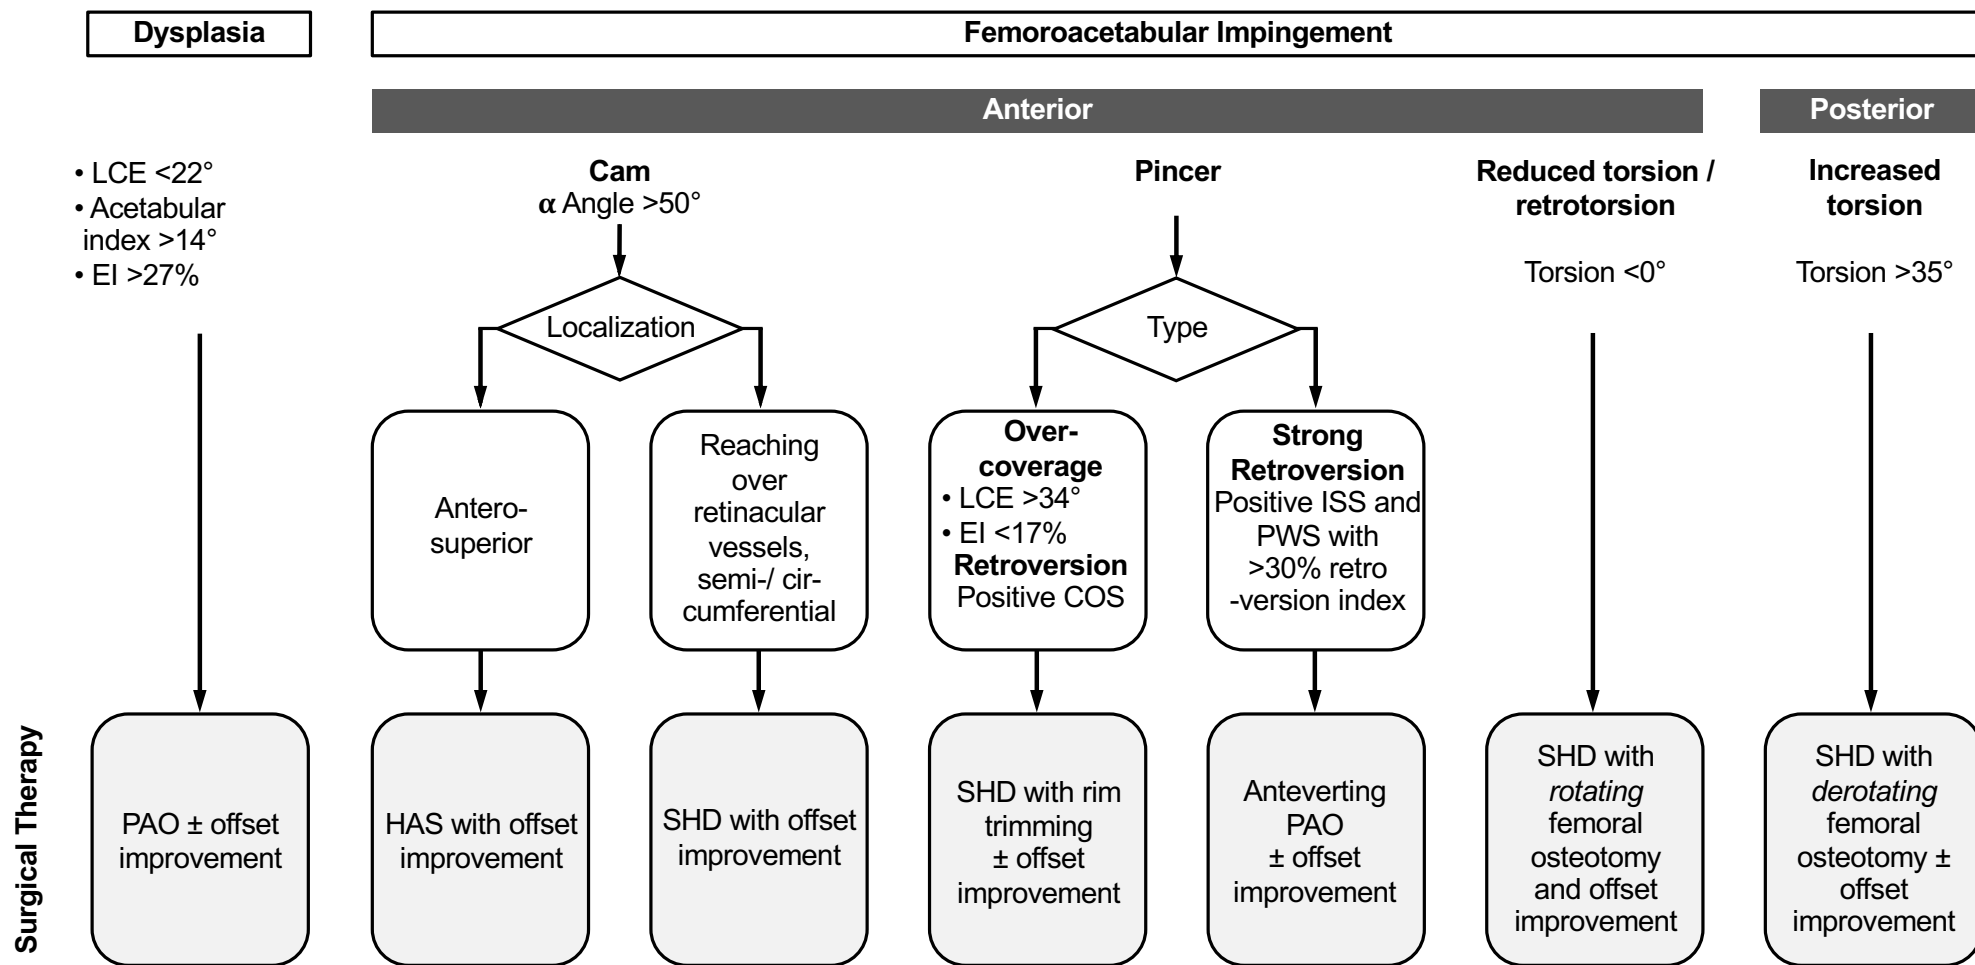 Dysplasia
Femoroacetabular Impingement
Anterior
Posterior
• LCE <22°
• Acetabular
index >14°
• EI >27%
Cam
α Angle >50°
Pincer
Reduced torsion /
retrotorsion
Torsion <0°
Increased
torsion
Torsion >35°
Localization
Type
Antero-
superior
Reaching
over
retinacular
vessels,
semi-/ cir-
cumferential
Over-
coverage
• LCE >34°
• EI <17%
Retroversion
Positive COS
Strong
Retroversion
Positive ISS and
PWS with
>30% retro
-version index
Surgical Therapy
PAO ± offset
improvement
HAS with offset
improvement
SHD with offset
improvement
SHD with rim
trimming
± offset
improvement
Anteverting
PAO
± offset
improvement
SHD with
rotating
femoral
osteotomy
and offset
improvement
SHD with
derotating
femoral
osteotomy ±
offset
improvement